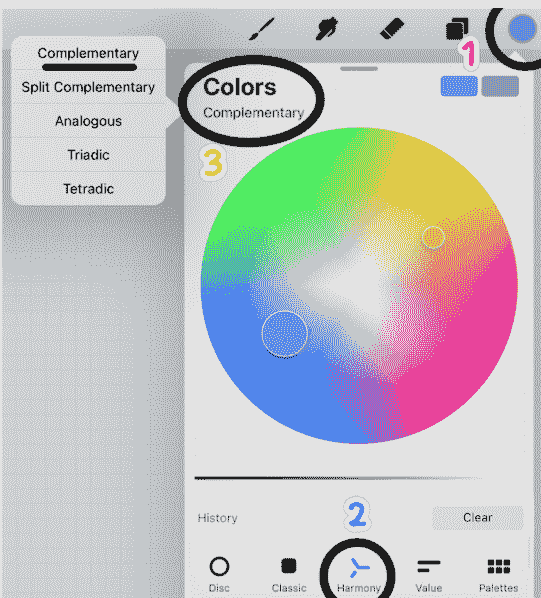 1
Complementary
Split Complementary
Analogous
Triadic
Tetradic
Colors
Complementary
3
2
History
Clear
Disc
Classic
Harmony
Value
Palettes